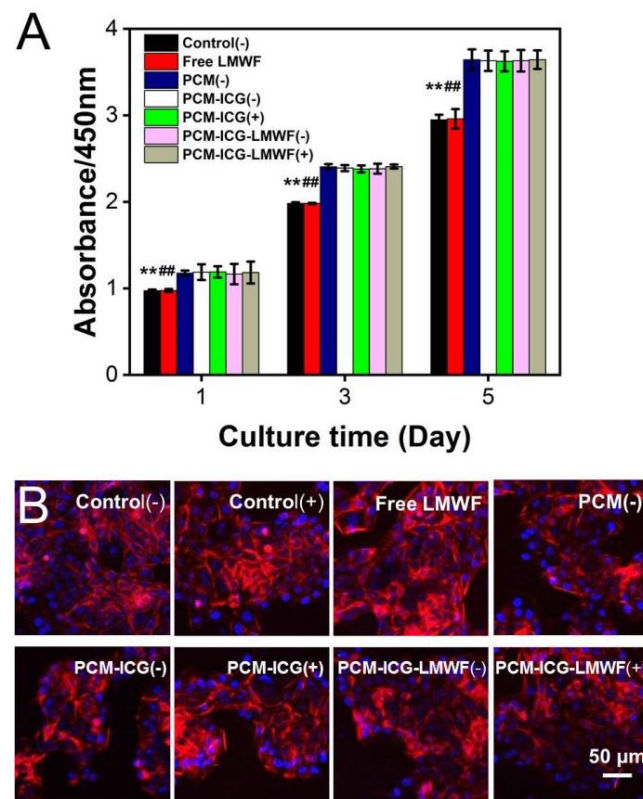 A
Control(-)
Free LMWF
PCM(-)
PCM-ICG(-)
PCM-ICG(+)
PCM-ICG-LMWF(-)
PCM-ICG-LMWF(+)
4
3
2
1
0
Absorbance/450nm
**##
**##
**##
1 3 5
Culture time (Day)
B
Control(-) Control(+) Free LMWF PCM(-)
PCM-ICG(-) PCM-ICG(+) PCM-ICG-LMWF(-) PCM-ICG-LMWF(+)
50 μm